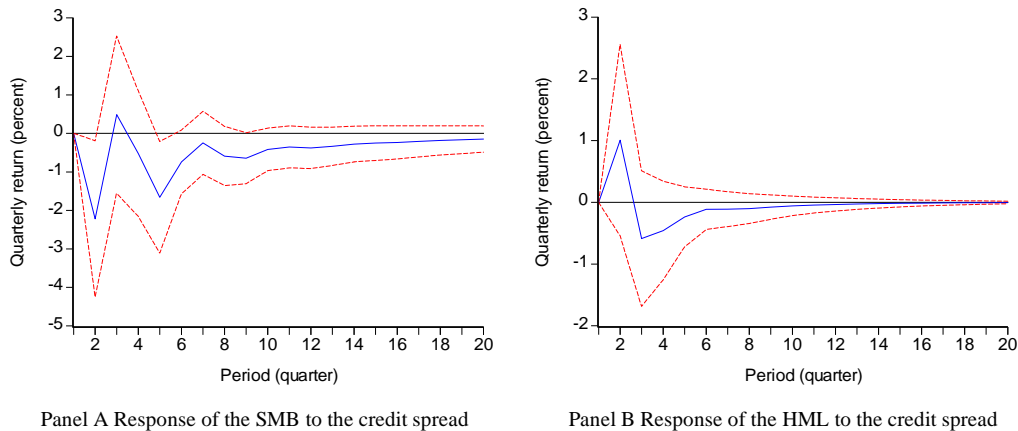 3
2
1
0
-1
-2
-3
-4
-5
Quarterly return (percent)
2 4 6 8 10 12 14 16 18 20
Period (quarter)
Panel A Response of the SMB to the credit spread
3
2
1
0
-1
-2
Quarterly return (percent)
2 4 6 8 10 12 14 16 18 20
Period (quarter)
Panel B Response of the HML to the credit spread